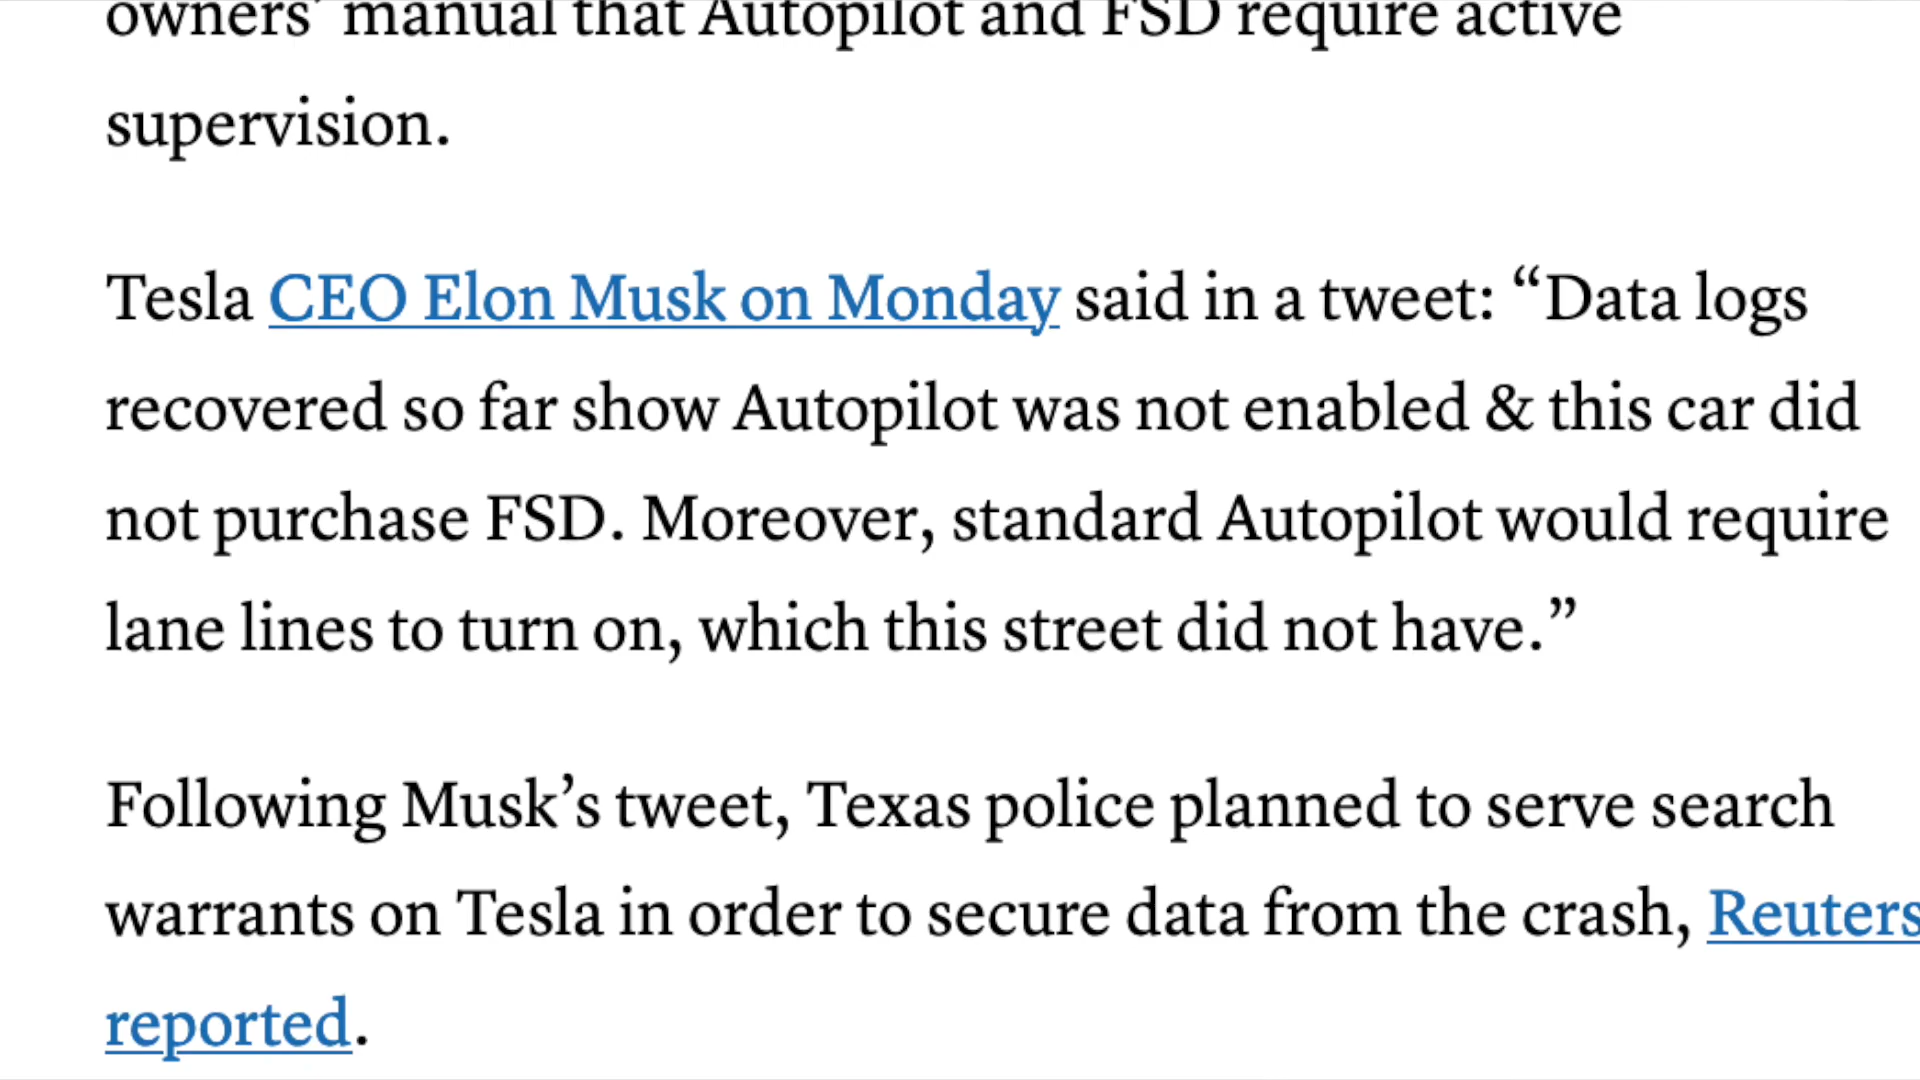 owners’ manual that Autopilot and FSD require active
supervision.
Tesla CEO Elon Musk on Monday said in a tweet: “Data logs
recovered so far show Autopilot was not enabled & this car did
not purchase FSD. Moreover, standard Autopilot would require
lane lines to turn on, which this street did not have.”
Following Musk’s tweet, Texas police planned to serve search
warrants on Tesla in order to secure data from the crash, Reuters
reported.